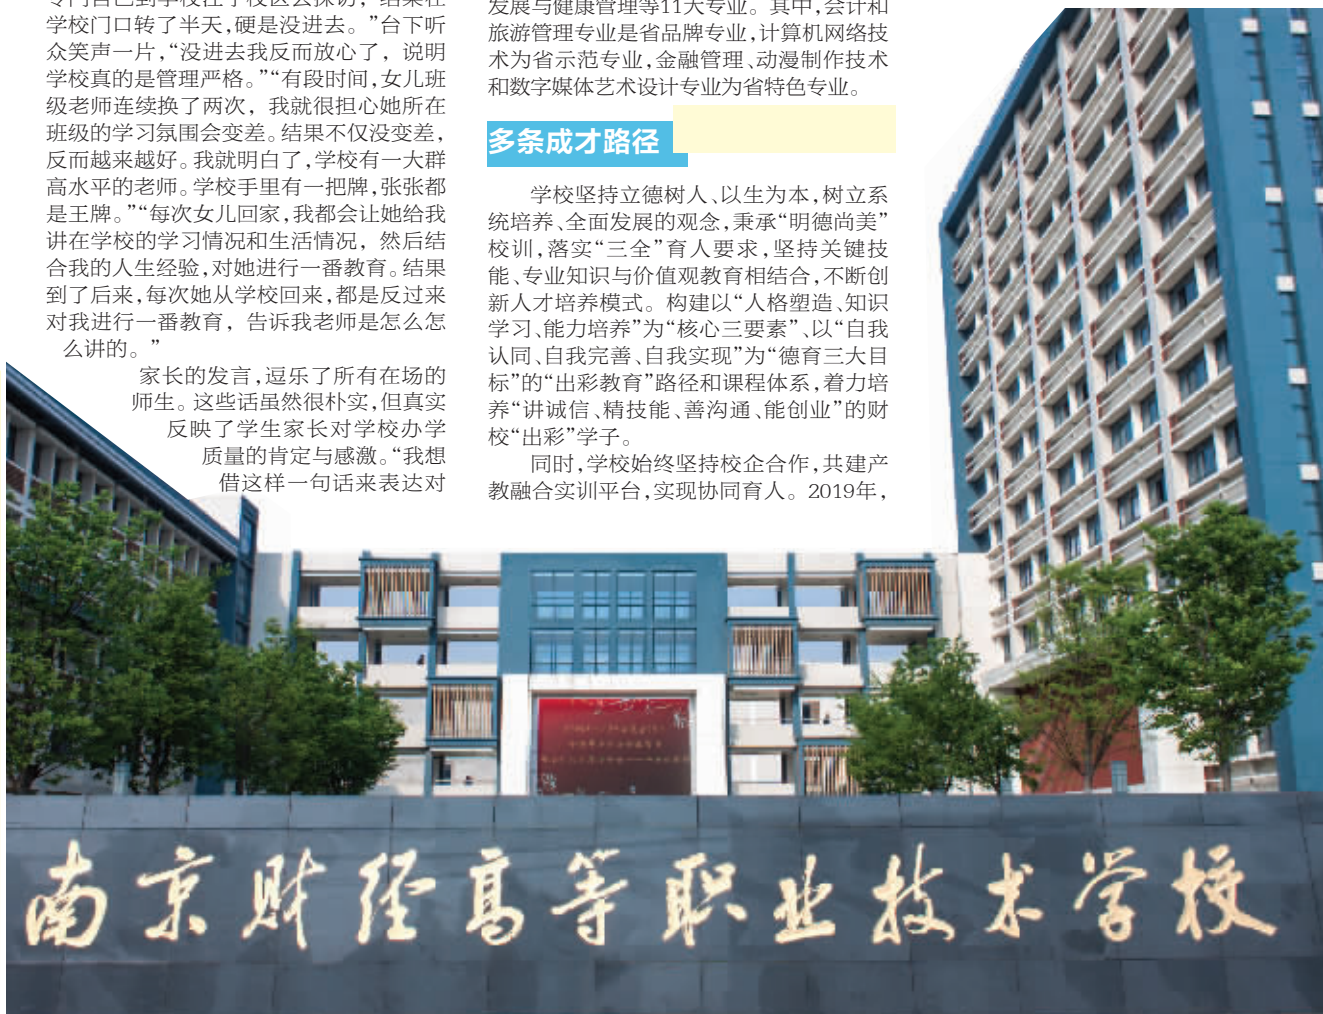 学校门口转了半天,硬是没进去。”台下听
众笑声一片,“没进去我反而放心了，说明
学校真的是管理严格。”“有段时间,女儿班
级老师连续换了两次，我就很担心她所在
班级的学习氛围会变差。结果不仅没变差,
反而越来越好。我就明白了,学校有一大群
高水平的老师。学校手里有一把牌,张张都
是王牌。”“每次女儿回家,我都会让她给我
讲在学校的学习情况和生活情况，然后结
合我的人生经验,对她进行一番教育。结果
到了后来,每次她从学校回来,都是反过来
对我进行一番教育，告诉我老师是怎么怎
么讲的。”
家长的发言,逗乐了所有在场的
师生。这些话虽然很朴实,但真实
反映了学生家长对学校办学
质量的肯定与感激。“我想
借这样一句话来表达对
发展与健康管理等11大专业。其中,会计和
旅游管理专业是省品牌专业,计算机网络技
术为省示范专业,金融管理、动漫制作技术
和数字媒体艺术设计专业为省特色专业。
多条成才路径
学校坚持立德树人、以生为本,树立系
统培养、全面发展的观念,秉承“明德尚美”
校训,落实“三全”育人要求,坚持关键技
能、专业知识与价值观教育相结合,不断创
新人才培养模式。构建以“人格塑造、知识
学习、能力培养”为“核心三要素”、以“自我
认同、自我完善、自我实现”为“德育三大目
标”的“出彩教育”路径和课程体系,着力培
养“讲诚信、精技能、善沟通、能创业”的财
校“出彩”学子。
同时,学校始终坚持校企合作,共建产
教融合实训平台,实现协同育人。2019年,
南京财经高等职业技术学校